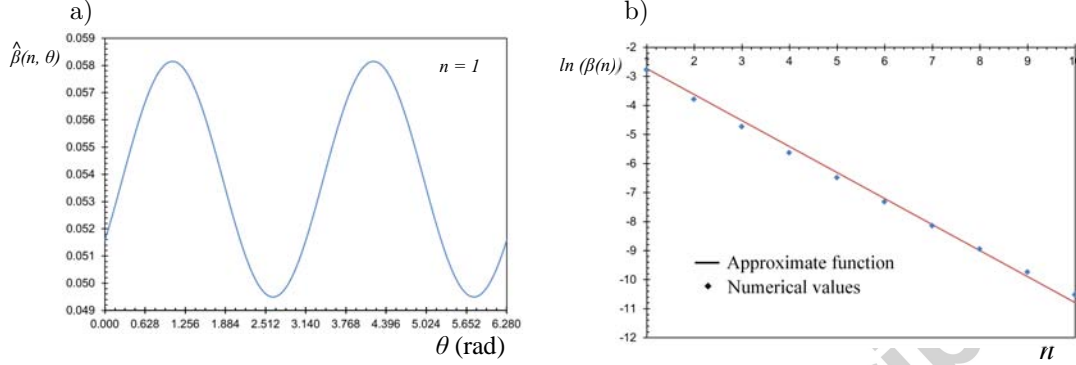 a)
β̂(n, θ)
n = 1
0.059
0.058
0.057
0.056
0.055
0.054
0.053
0.052
0.051
0.050
0.049
0.000 0.628 1.256 1.884 2.512 3.140 3.768 4.396 5.024 5.652 6.280
θ (rad)
b)
ln (β(n))
-2
-3
-4
-5
-6
-7
-8
-9
-10
-11
-12
2 3 4 5 6 7 8 9
Approximate function
Numerical values
n